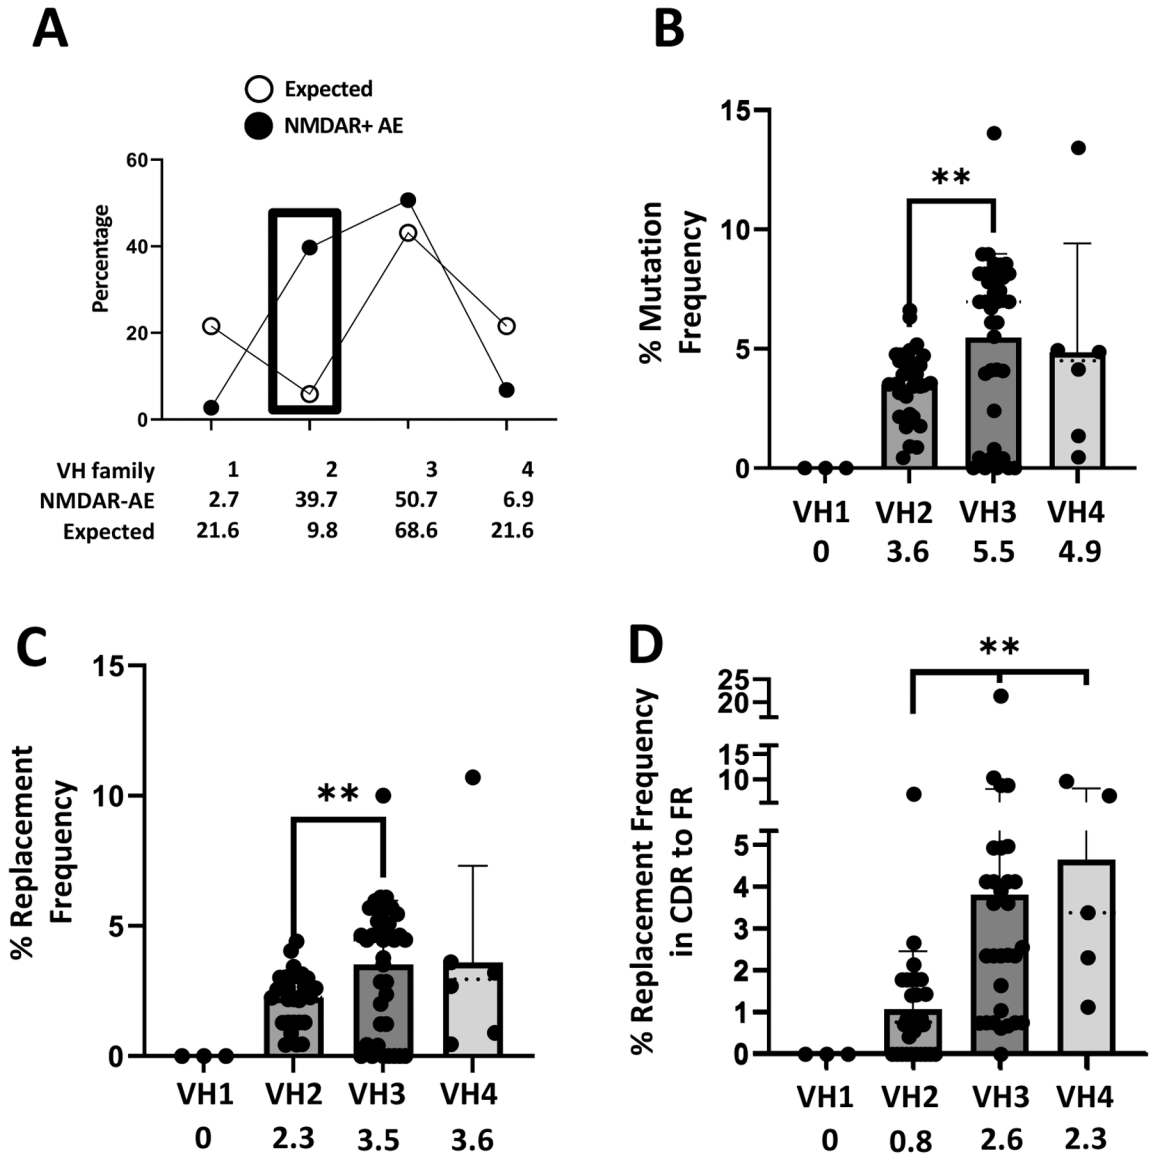 A
Expected
NMDAR+ AE
Percentage
60
40
20
0
VH family 1 2 3 4
NMDAR-AE 2.7 39.7 50.7 6.9
Expected 21.6 9.8 68.6 21.6
B
% Mutation
Frequency
15
10
5
0
**
VH1 VH2 VH3 VH4
0 3.6 5.5 4.9
C
% Replacement
Frequency
15
10
5
0
**
VH1 VH2 VH3 VH4
0 2.3 3.5 3.6
D
% Replacement Frequency
in CDR to FR
25
20
15
10
5
4
3
2
1
0
**
VH1 VH2 VH3 VH4
0 0.8 2.6 2.3